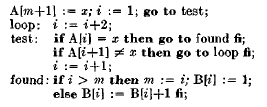 A[m+1] := x; i := 1; go to test;
loop: i := i+2;
test: if A[i] = x then go to found fi;
if A[i+1] ≠ x then go to loop fi;
i := i+1;
found: if i > m then m := i; B[i] := 1;
else B[i] := B[i]+1 fi;